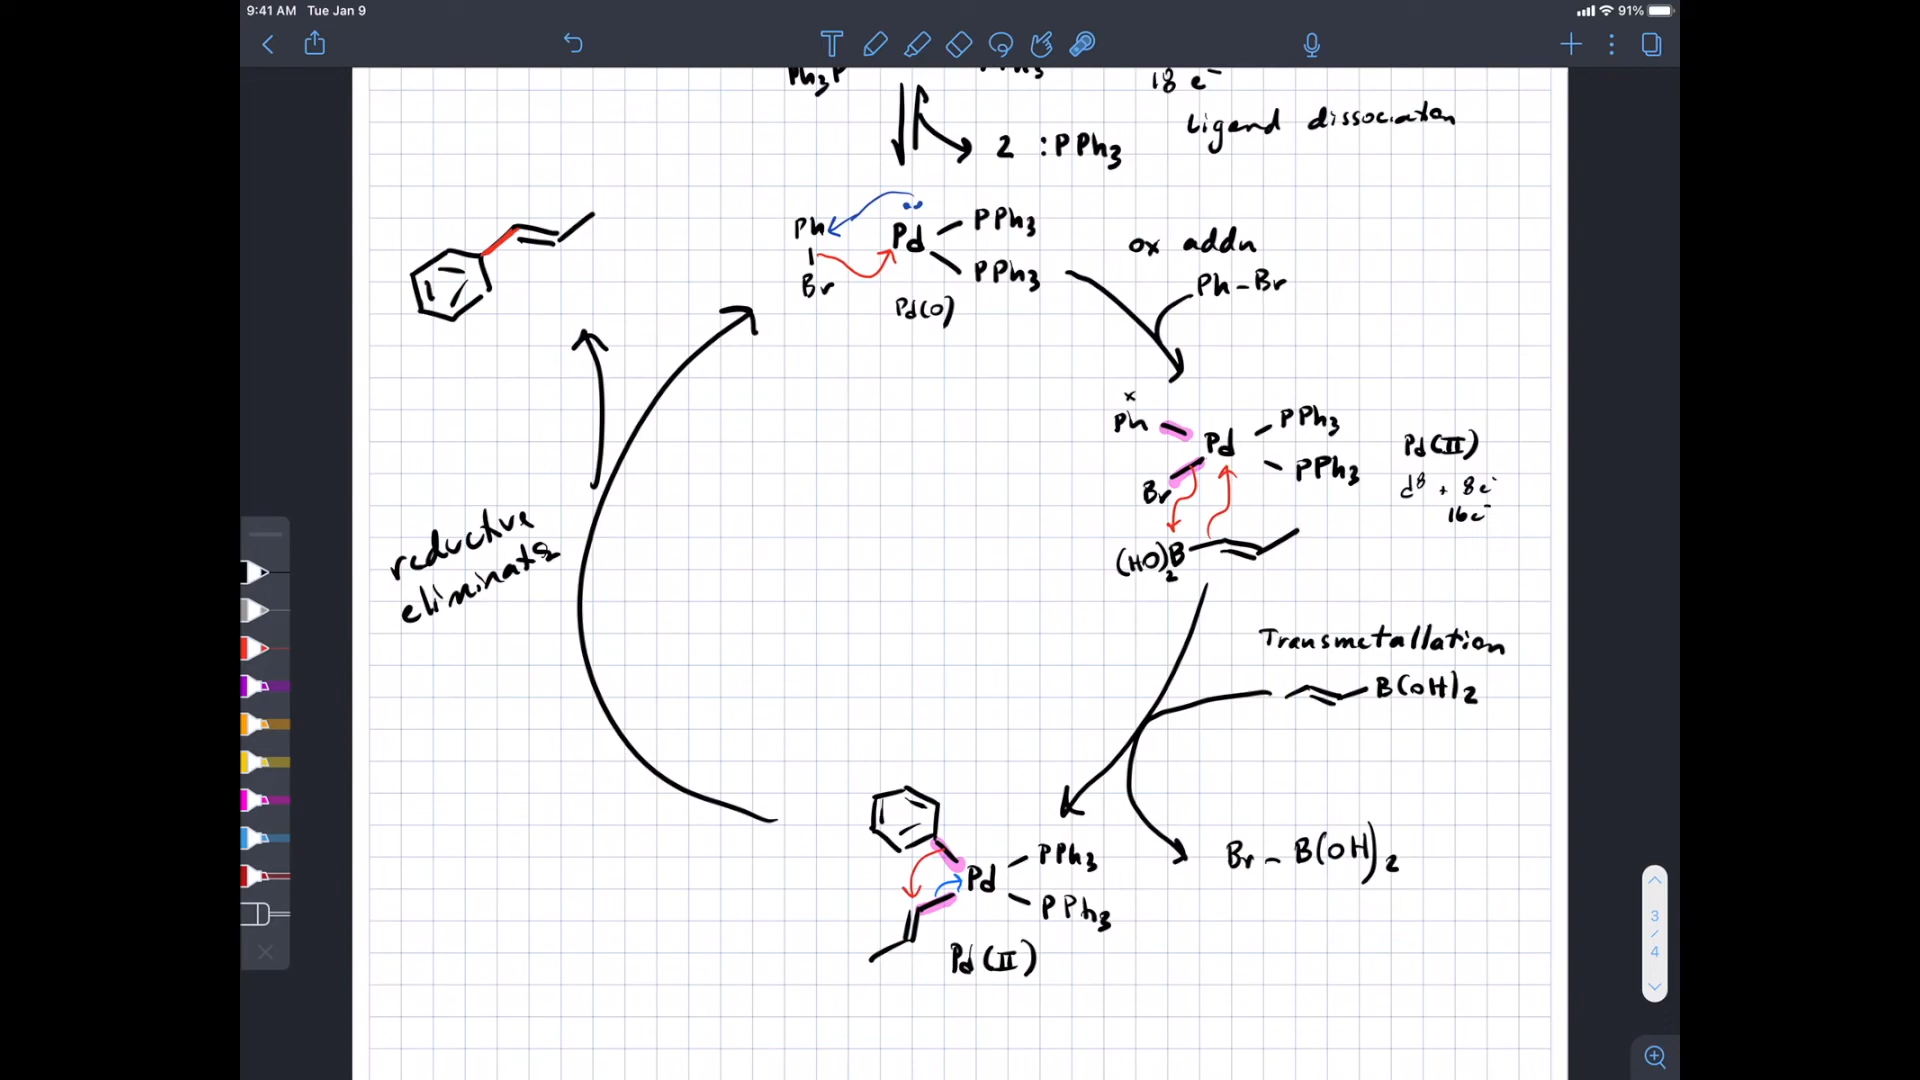 9:41 AM Tue Jan 9
91%
Ph3P
PPh3
18 e-
Ligand dissociation
2 :PPh3
Ph
Br
Pd
PPh3
PPh3
Pd(0)
ox addn
Ph-Br
x
Ph
Br
Pd
PPh3
PPh3
Pd(II)
d8 + 8e-
16e-
(HO)2B
reductive
Transmetallation
B(OH)2
Br-B(OH)2
Pd
PPh3
PPh3
Pd(II)
3
/
4